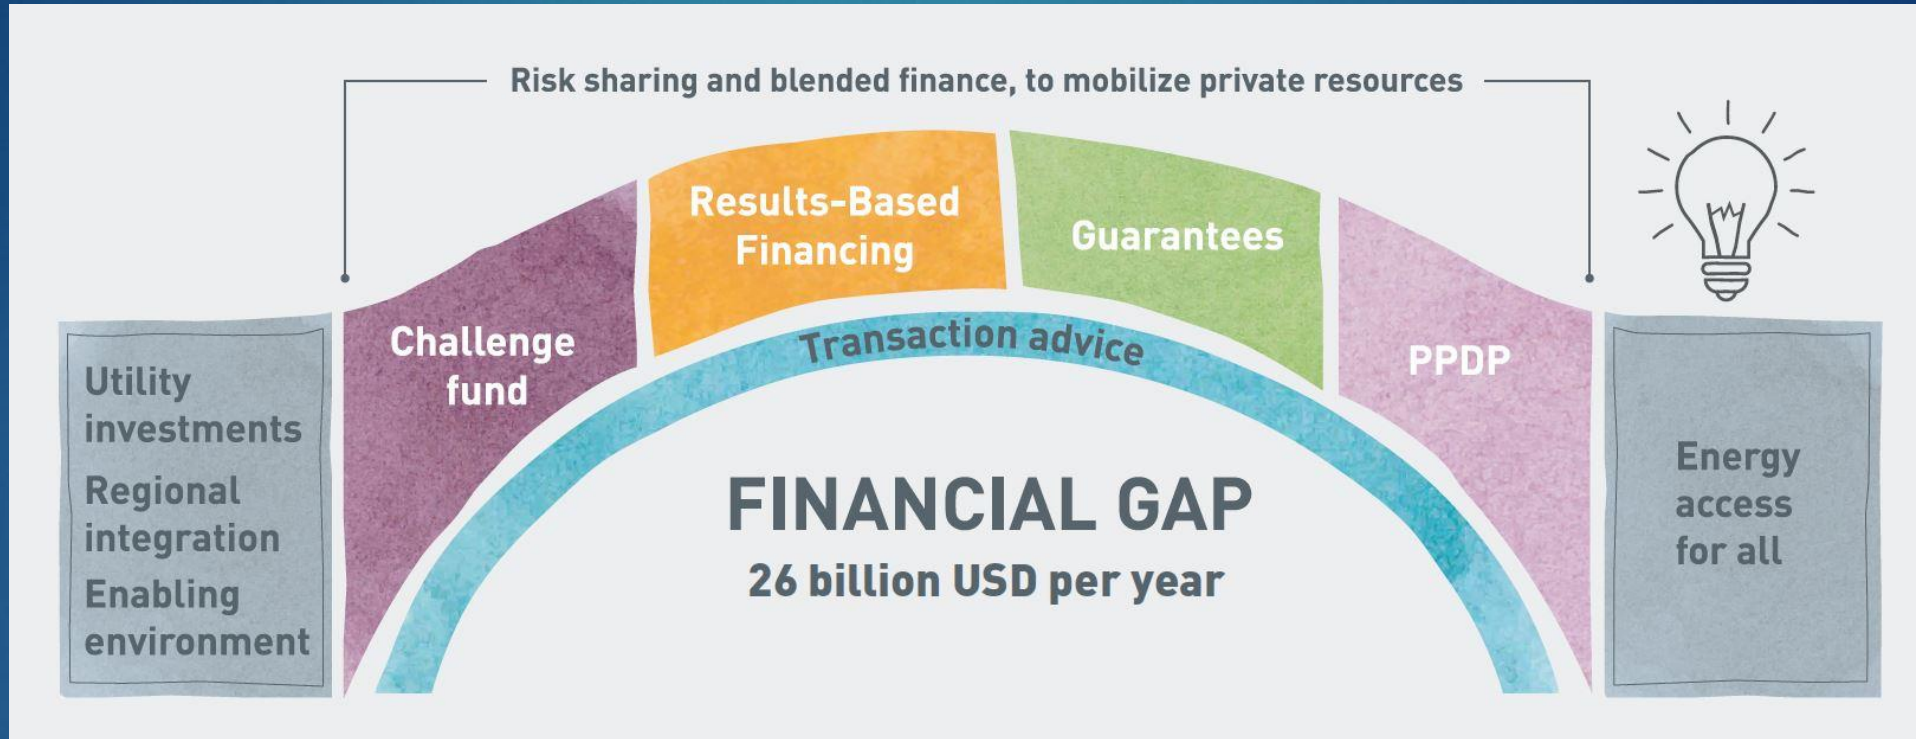 Risk sharing and blended finance, to mobilize private resources
Results-Based
Financing
Guarantees
Challenge
fund
Transaction advice
PPDP
Utility
investments
Regional
integration
Enabling
environment
FINANCIAL GAP
26 billion USD per year
Energy
access
for all